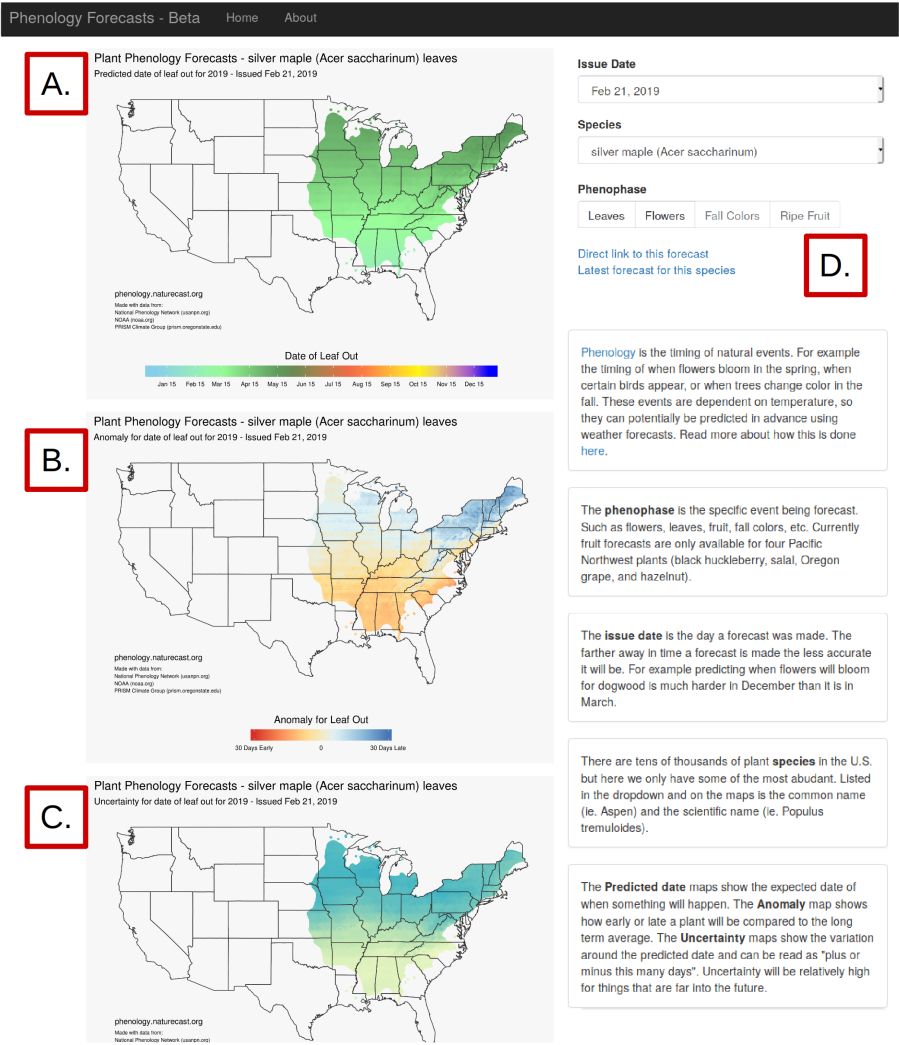 Phenology Forecasts - Beta Home About
A.
Plant Phenology Forecasts - silver maple (Acer saccharinum) leaves
Predicted date of leaf out for 2019 - Issued Feb 21, 2019
phenology.naturecast.org
Made with data from:
National Phenology Network (usanpn.org)
NOAA (noaa.org)
PRISM Climate Group (prism.oregonstate.edu)
Date of Leaf Out
Jan 15 Feb 15 Mar 15 Apr 15 May 15 Jun 15 Jul 15 Aug 15 Sep 15 Oct 15 Nov 15 Dec 15
B.
Plant Phenology Forecasts - silver maple (Acer saccharinum) leaves
Anomaly for date of leaf out for 2019 - Issued Feb 21, 2019
phenology.naturecast.org
Made with data from:
National Phenology Network (usanpn.org)
NOAA (noaa.org)
PRISM Climate Group (prism.oregonstate.edu)
Anomaly for Leaf Out
30 Days Early 0 30 Days Late
C.
Plant Phenology Forecasts - silver maple (Acer saccharinum) leaves
Uncertainty for date of leaf out for 2019 - Issued Feb 21, 2019
phenology.naturecast.org
Made with data from:
National Phenology Network (usanpn.org)
Issue Date
Feb 21, 2019
Species
silver maple (Acer saccharinum)
Phenophase
Leaves Flowers Fall Colors Ripe Fruit
Direct link to this forecast
Latest forecast for this species
D.
Phenology is the timing of natural events. For example
the timing of when flowers bloom in the spring, when
certain birds appear, or when trees change color in the
fall. These events are dependent on temperature, so
they can potentially be predicted in advance using
weather forecasts. Read more about how this is done
here.
The phenophase is the specific event being forecast.
Such as flowers, leaves, fruit, fall colors, etc. Currently
fruit forecasts are only available for four Pacific
Northwest plants (black huckleberry, salal, Oregon
grape, and hazelnut).
The issue date is the day a forecast was made. The
farther away in time a forecast is made the less accurate
it will be. For example predicting when flowers will bloom
for dogwood is much harder in December than it is in
March.
There are tens of thousands of plant species in the U.S.
but here we only have some of the most abudant. Listed
in the dropdown and on the maps is the common name
(ie. Aspen) and the scientific name (ie. Populus
tremuloides).
The Predicted date maps show the expected date of
when something will happen. The Anomaly map shows
how early or late a plant will be compared to the long
term average. The Uncertainty maps show the variation
around the predicted date and can be read as "plus or
minus this many days". Uncertainty will be relatively high
for things that are far into the future.